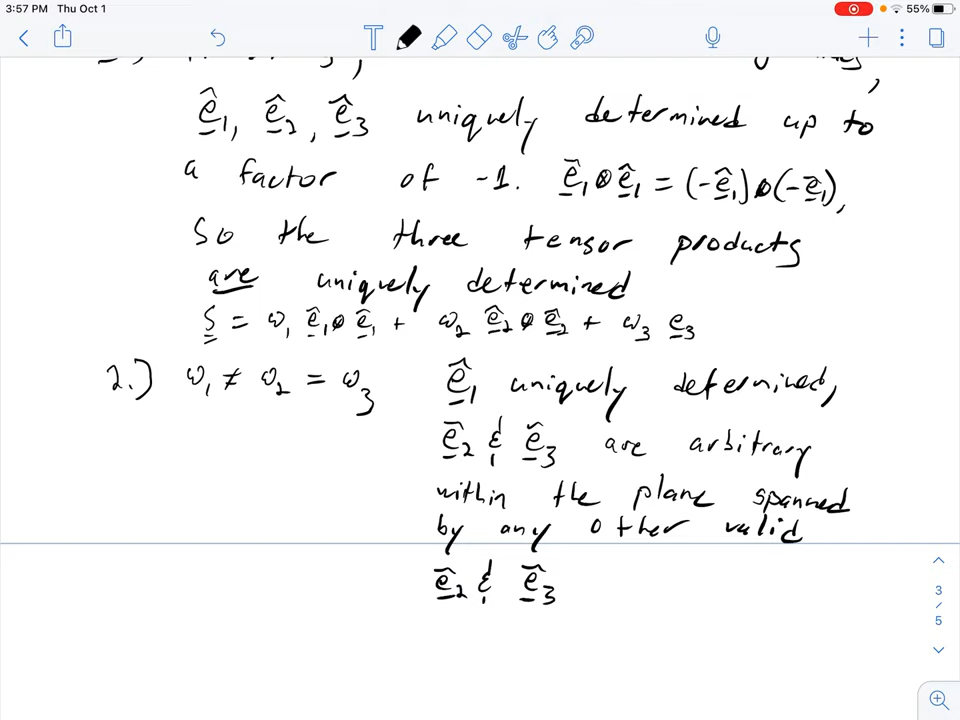 3:57 PM Thu Oct 1 55%
ê₁, ê₂, ê₃ uniquely determined up to
a factor of -1. ê₁⊗ê₁ = (-ê₁)⊗(-ê₁),
So the three tensor products
are uniquely determined
S = ω₁ ê₁⊗ê₁ + ω₂ ê₂⊗ê₂ + ω₃ e₃
2.) ω₁ ≠ ω₂ = ω₃ ê₁ uniquely determined,
ê₂ & ê₃ are arbitrary
within the plane spanned
by any other valid
ê₂ & ê₃
3
/
5